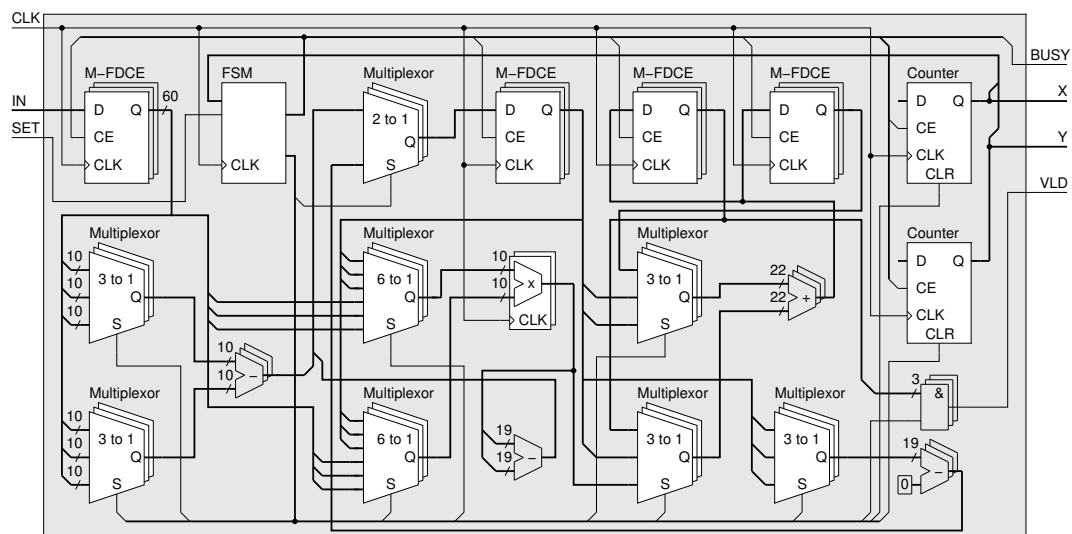 CLK
BUSY
M-FDCE FSM Multiplexor M-FDCE M-FDCE M-FDCE Counter
IN D Q 60 2 to 1 Q S D Q D Q D Q D Q X
SET CE CE CE CE CE Y
CLK CLK CLK CLK CLK CLK
CLR VLD
Multiplexor Multiplexor Multiplexor Counter
10 10 10 3 to 1 Q S 6 to 1 Q S 10 10 x CLK 3 to 1 Q S 22 22 + D Q CE CLK CLR
10 10 -
Multiplexor Multiplexor Multiplexor Multiplexor 3 &
10 10 10 3 to 1 Q S 6 to 1 Q S 19 19 - 3 to 1 Q S 3 to 1 Q S 19 0 -